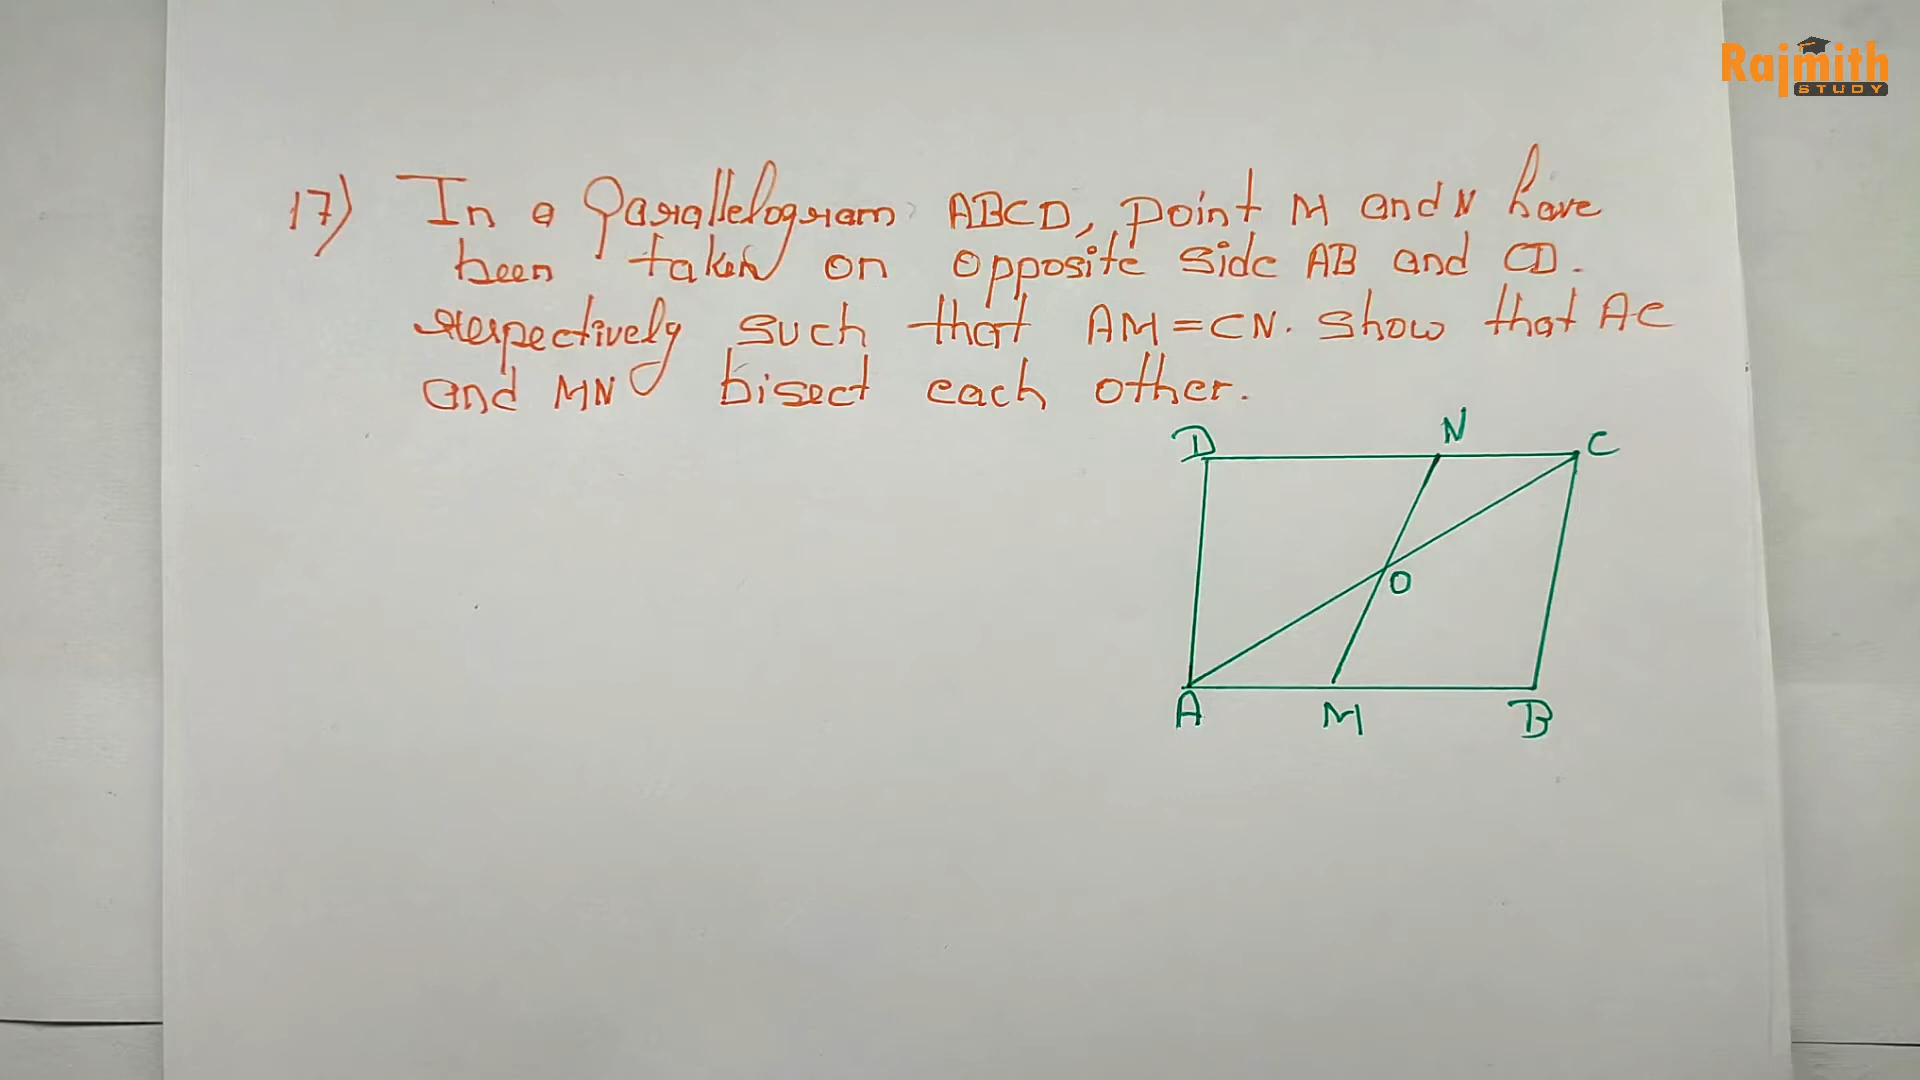 Rajmith
STUDY
17) In a Parallelogram ABCD, point M and N have
been taken on opposite side AB and CD.
respectively such that AM=CN. show that AC
and MN bisect each other.
D N C
O
A M B